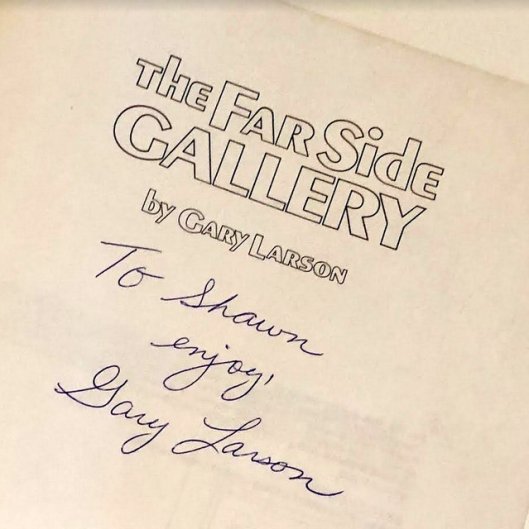 THE FAR Side
GALLERY
by GARY LARSON
To Shawn
enjoy,
Gary Larson